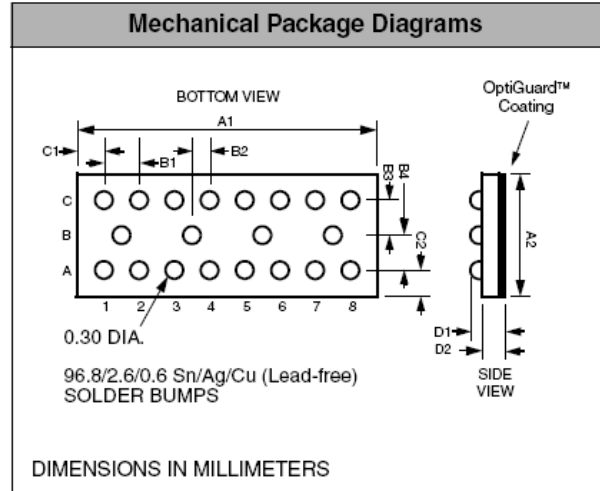 Mechanical Package Diagrams
BOTTOM VIEW
OptiGuard™
Coating
A1
C1
B1
B2
B3
B4
C
B
A
C2
A2
1 2 3 4 5 6 7 8
0.30 DIA.
D1
D2
96.8/2.6/0.6 Sn/Ag/Cu (Lead-free)
SOLDER BUMPS
SIDE
VIEW
DIMENSIONS IN MILLIMETERS